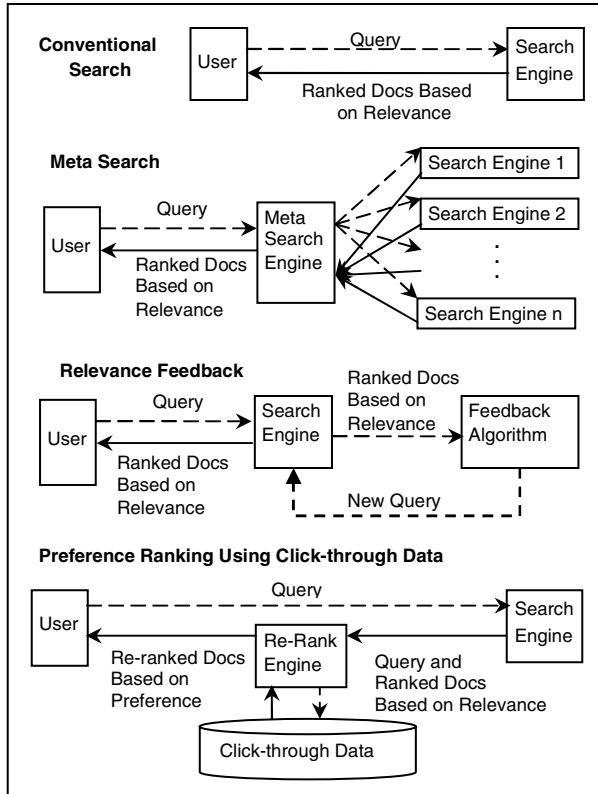 Conventional
Search
User
Query
Search
Engine
Ranked Docs Based
on Relevance
Meta Search
User
Query
Ranked Docs
Based on
Relevance
Meta
Search
Engine
Search Engine 1
Search Engine 2
.
.
.
Search Engine n
Relevance Feedback
User
Query
Ranked Docs
Based on
Relevance
Search
Engine
Ranked Docs
Based on
Relevance
Feedback
Algorithm
New Query
Preference Ranking Using Click-through Data
User
Query
Search
Engine
Re-ranked Docs
Based on
Preference
Re-Rank
Engine
Query and
Ranked Docs
Based on Relevance
Click-through Data